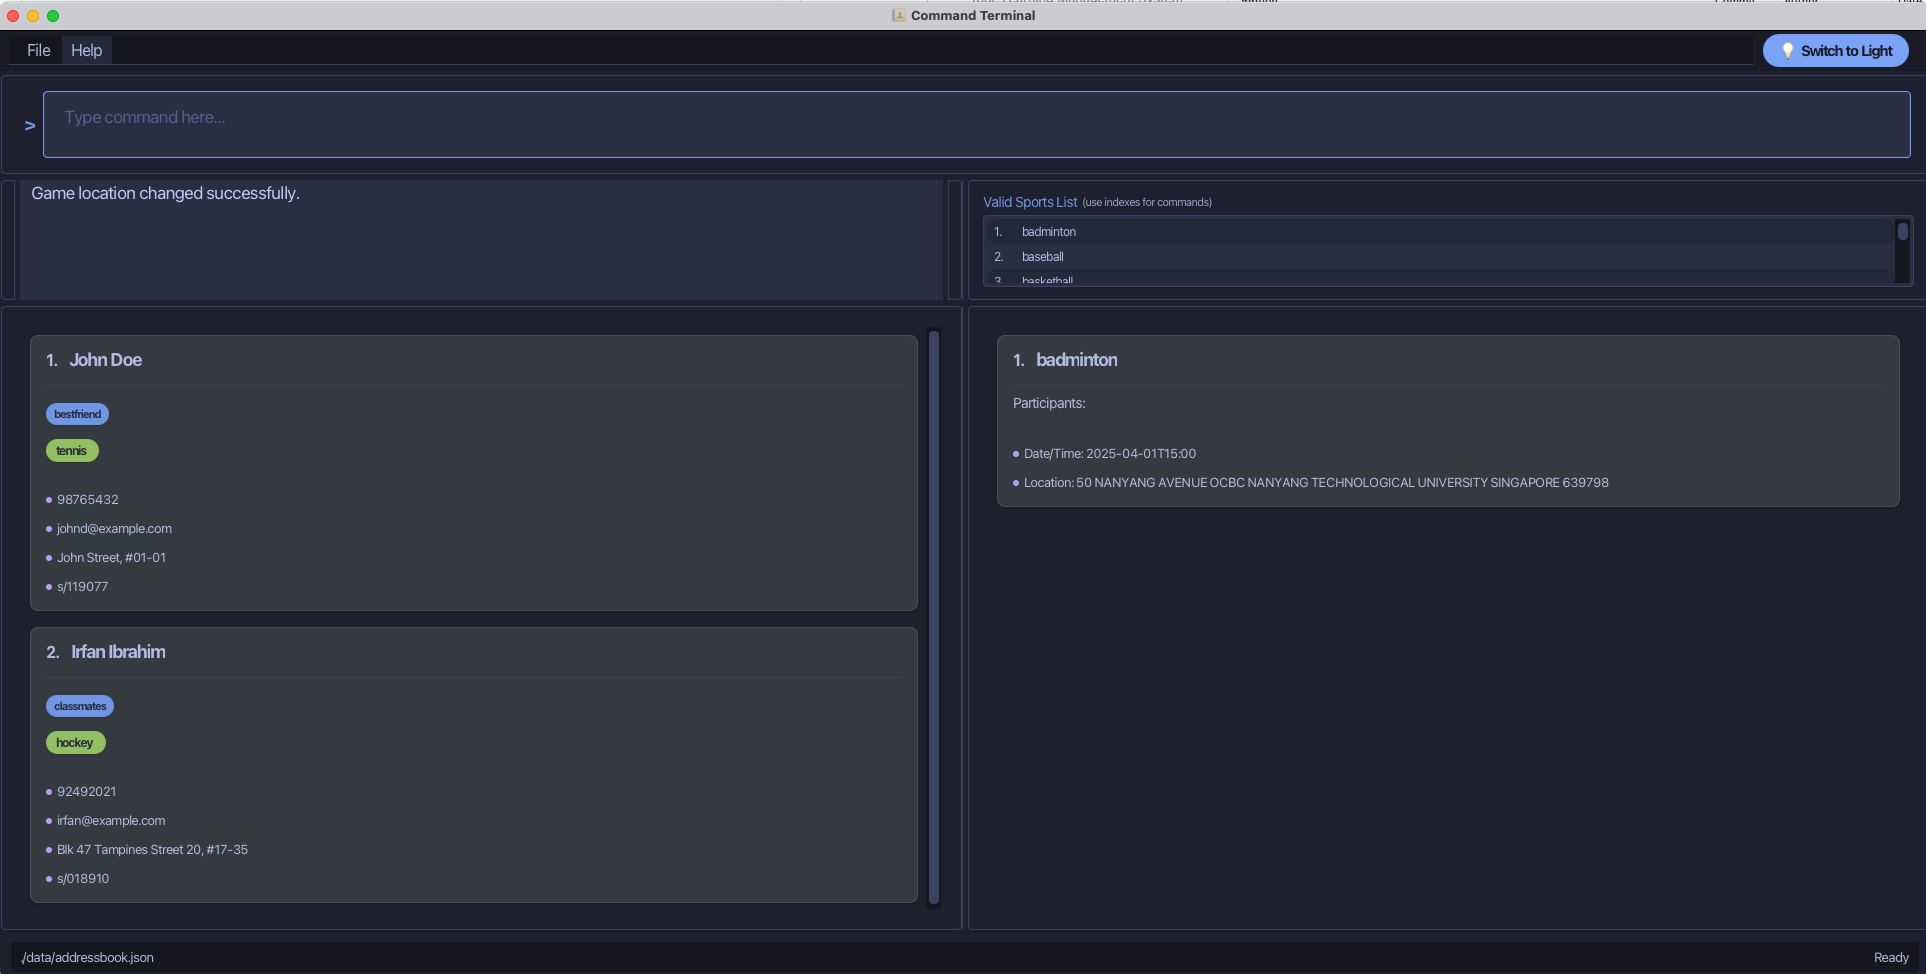 Command Terminal
File Help
Switch to Light
> Type command here...
Game location changed successfully.
Valid Sports List (use indexes for commands)
1. badminton
2. baseball
3. basketball
1. John Doe
bestfriend
tennis
98765432
johnd@example.com
John Street, #01-01
s/119077
2. Irfan Ibrahim
classmates
hockey
92492021
irfan@example.com
Blk 47 Tampines Street 20, #17-35
s/018910
1. badminton
Participants:
Date/Time: 2025-04-01T15:00
Location: 50 NANYANG AVENUE OCBC NANYANG TECHNOLOGICAL UNIVERSITY SINGAPORE 639798
./data/addressbook.json
Ready